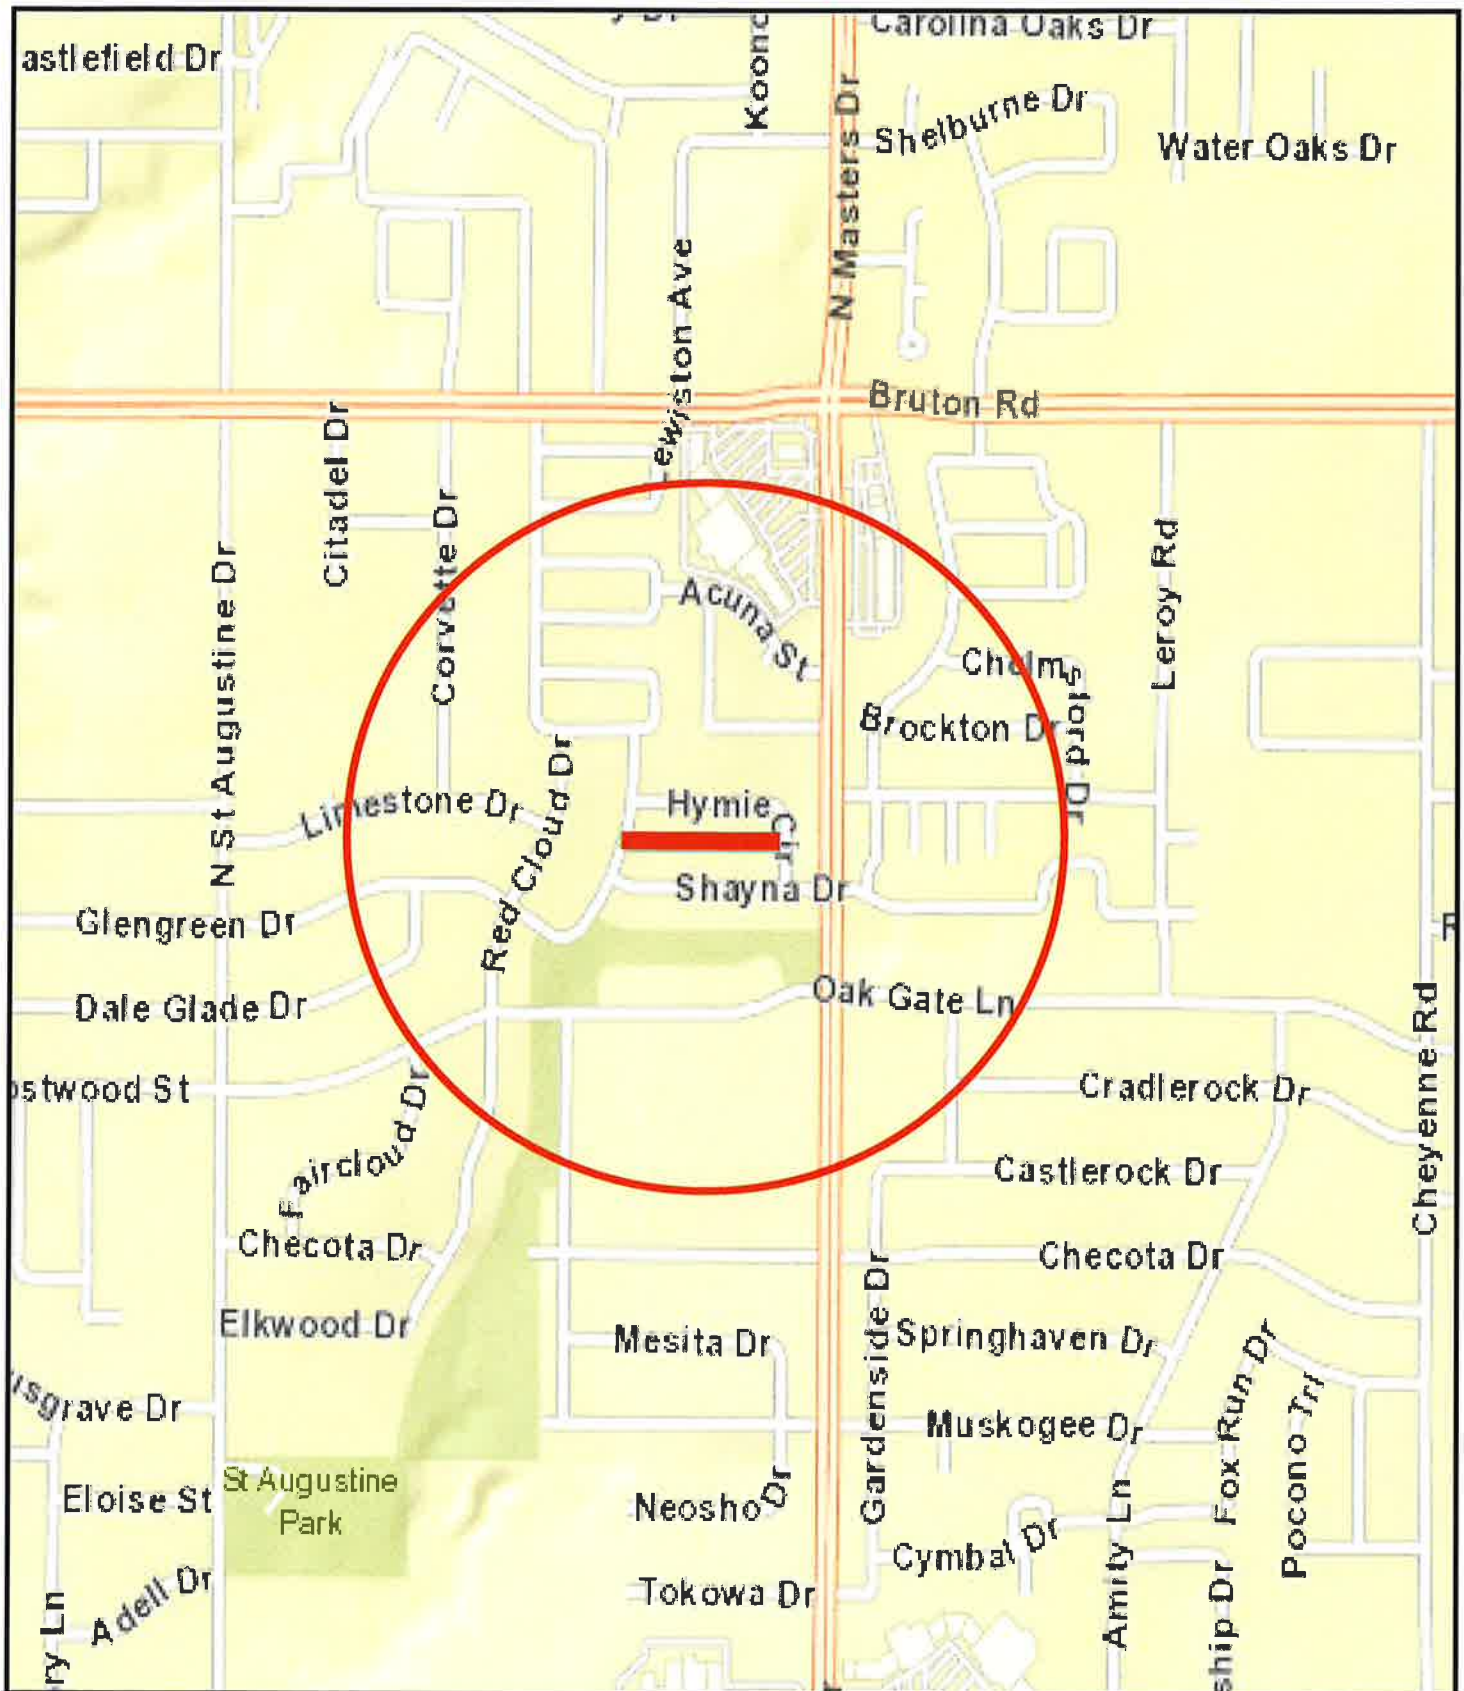 Carolina Oaks Dr
astlefield Dr
Koonc
N Masters Dr
Shelburne Dr
Water Oaks Dr
ewiston Ave
Bruton Rd
Citadel Dr
Corvette Dr
N St Augustine Dr
Leroy Rd
Acuna St
Chelmsford Dr
Brockton Dr
Red Cloud Dr
Limestone Dr
Hymie Cir
Shayna Dr
Glengreen Dr
Oak Gate Ln
Dale Glade Dr
Cheyenne Rd
ostwood St
Faircloud Dr
Cradlerock Dr
Castlerock Dr
Checota Dr
Checota Dr
Elkwood Dr
Gardenside Dr
Mesita Dr
Springhaven Dr
Fox Run Dr
Pocono Trl
usgrave Dr
Muskogee Dr
St Augustine
Park
Eloise St
Neosho Dr
Cymbal Dr
Amity Ln
Adell Dr
Tokowa Dr
ship Dr
ry Ln